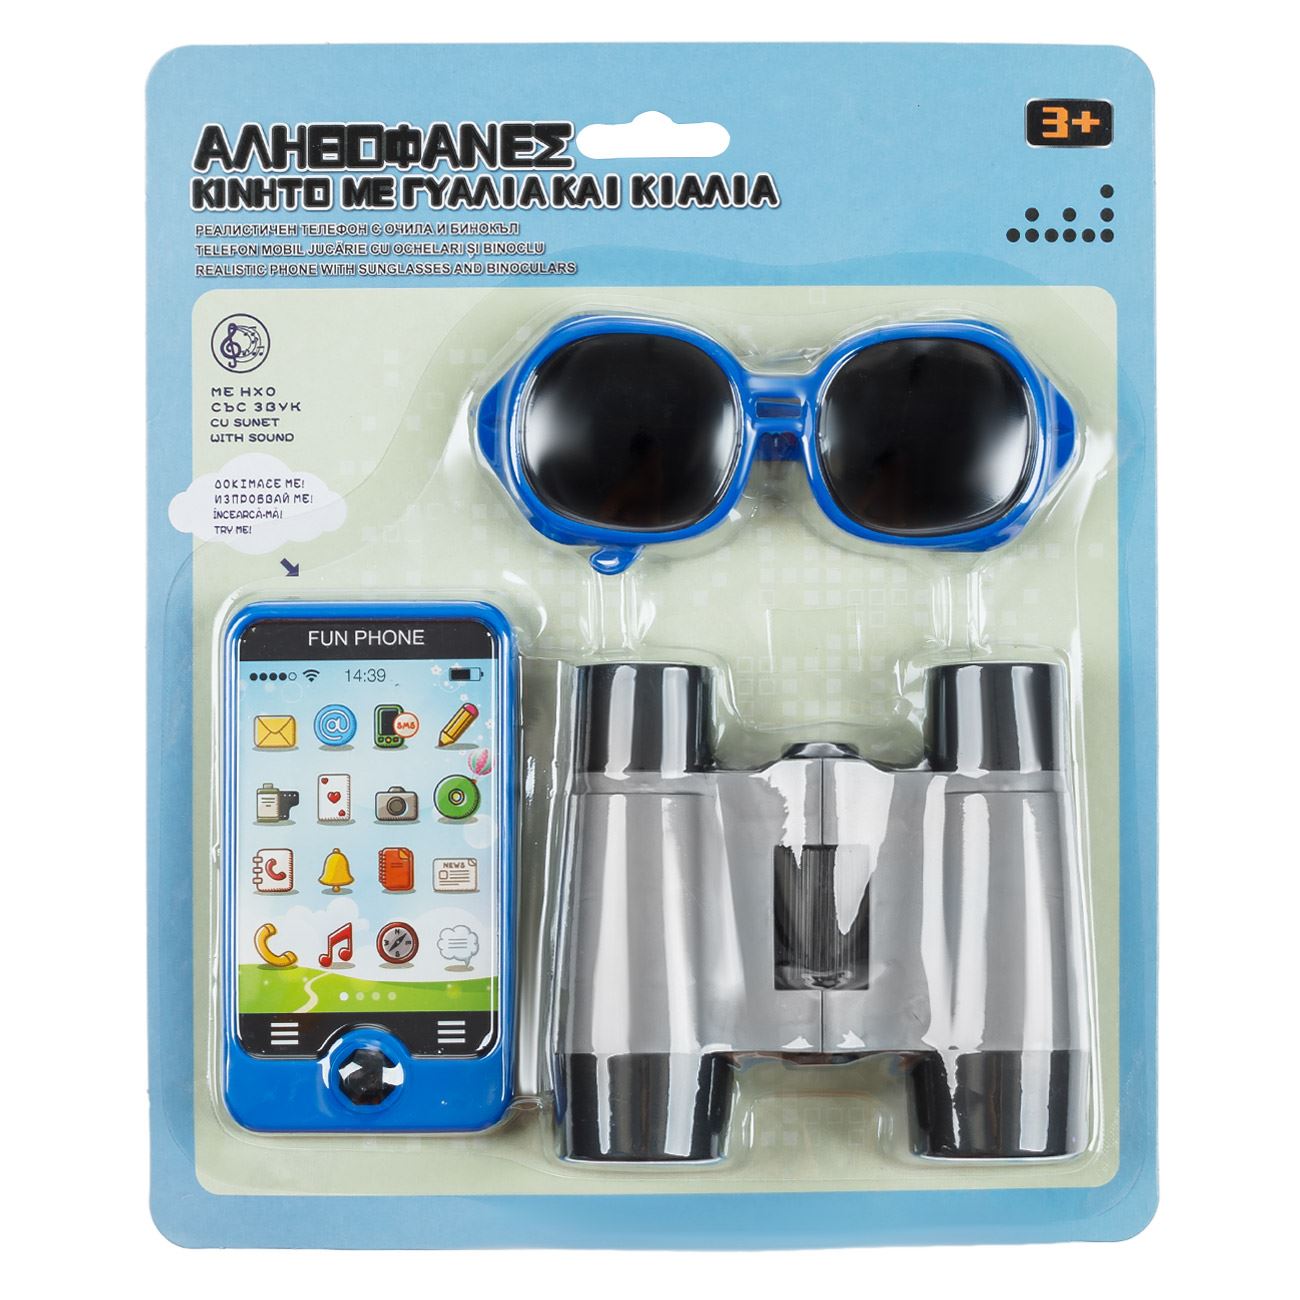 ΑΛΗΘΟΦΑΝΕΣ
ΚΙΝΗΤΟ ΜΕ ΓΥΑΛΙΑ ΚΑΙ ΚΙΑΛΙΑ
РЕАЛИСТИЧЕН ТЕЛЕФОН С ОЧИЛА И БИНОКЪЛ
TELEFON MOBIL JUCĂRIE CU OCHELARI ȘI BINOCLU
REALISTIC PHONE WITH SUNGLASSES AND BINOCULARS
3+
ΜΕ ΗΧΟ
СЪС ЗВУК
CU SUNET
WITH SOUND
ΔΟΚΙΜΑΣΕ ΜΕ!
ИЗПРОБВАЙ МЕ!
ÎNCEARCĂ-MĂ!
TRY ME!
FUN PHONE
14:39
@
SMS
NEWS
N
W E
S